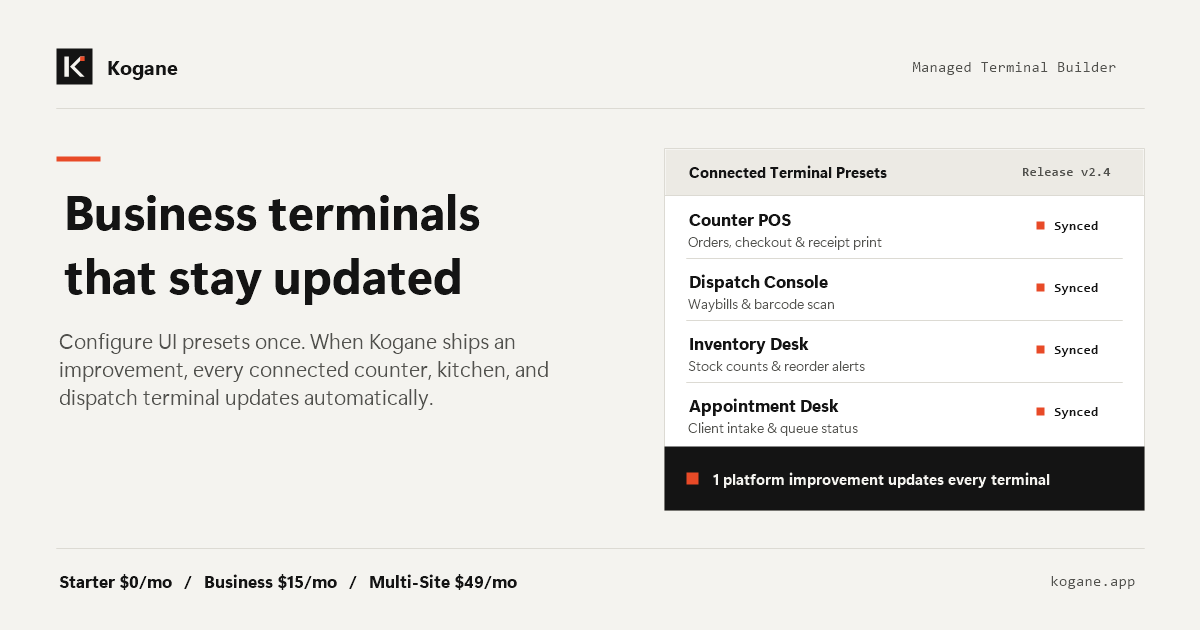 Kogane
Managed Terminal Builder
Business terminals
that stay updated
Configure UI presets once. When Kogane ships an
improvement, every connected counter, kitchen, and
dispatch terminal updates automatically.
Connected Terminal Presets
Release v2.4
Counter POS
Orders, checkout & receipt print
Synced
Dispatch Console
Waybills & barcode scan
Synced
Inventory Desk
Stock counts & reorder alerts
Synced
Appointment Desk
Client intake & queue status
Synced
1 platform improvement updates every terminal
Starter $0/mo / Business $15/mo / Multi-Site $49/mo
kogane.app